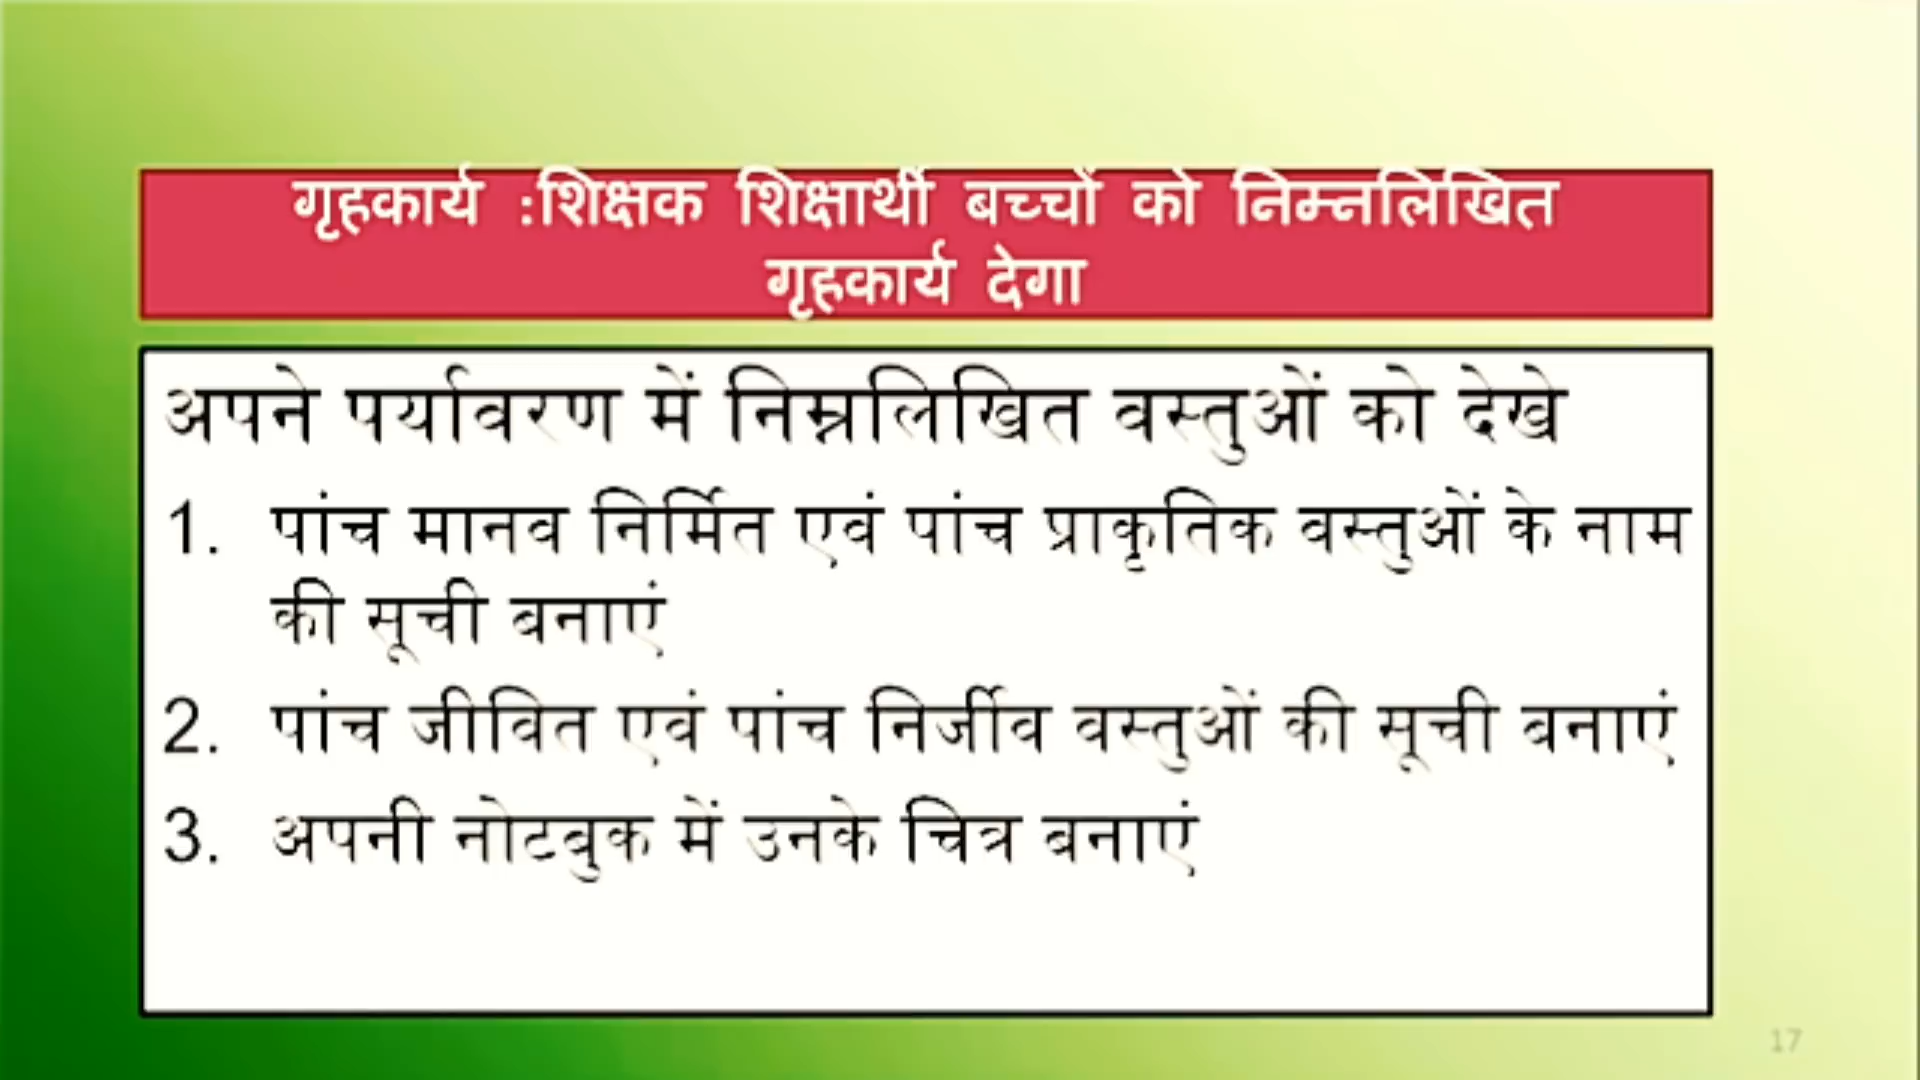 गृहकार्य :शिक्षक शिक्षार्थी बच्चों को निम्नलिखित
गृहकार्य देगा
अपने पर्यावरण में निम्नलिखित वस्तुओं को देखे
1. पांच मानव निर्मित एवं पांच प्राकृतिक वस्तुओं के नाम
की सूची बनाएं
2. पांच जीवित एवं पांच निर्जीव वस्तुओं की सूची बनाएं
3. अपनी नोटबुक में उनके चित्र बनाएं
17